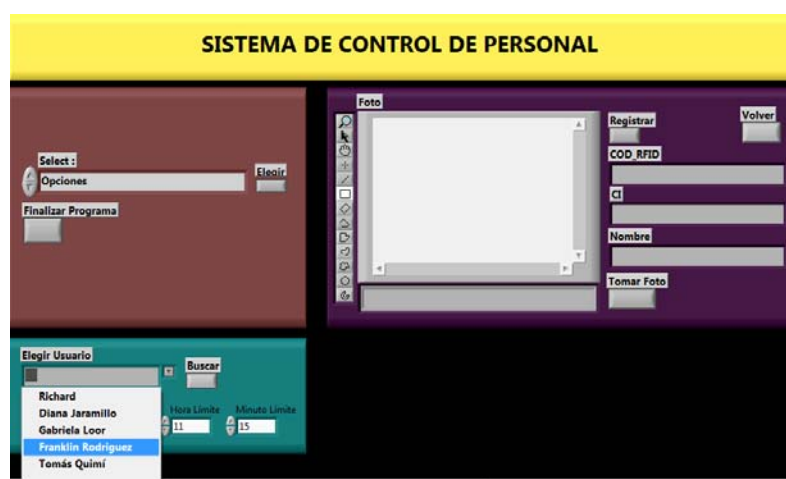 SISTEMA DE CONTROL DE PERSONAL
Select :
Opciones
Elegir
Finalizar Programa
Foto
Registrar
Volver
COD_RFID
CI
Nombre
Tomar Foto
Elegir Usuario
Buscar
Richard
Diana Jaramillo
Gabriela Loor
Franklin Rodriguez
Tomás Quimí
Hora Limite Minuto Limite
11 15